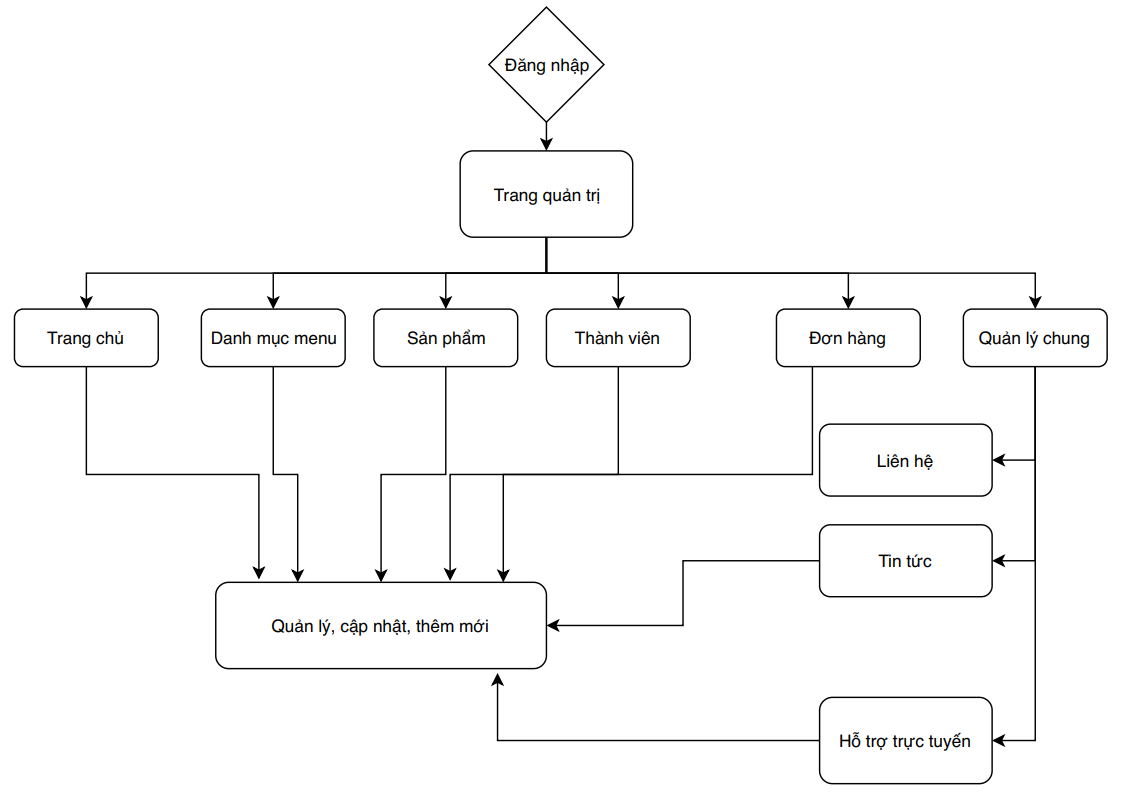 Đăng nhập
Trang quản trị
Trang chủ
Danh mục menu
Sản phẩm
Thành viên
Đơn hàng
Quản lý chung
Liên hệ
Tin tức
Quản lý, cập nhật, thêm mới
Hỗ trợ trực tuyến